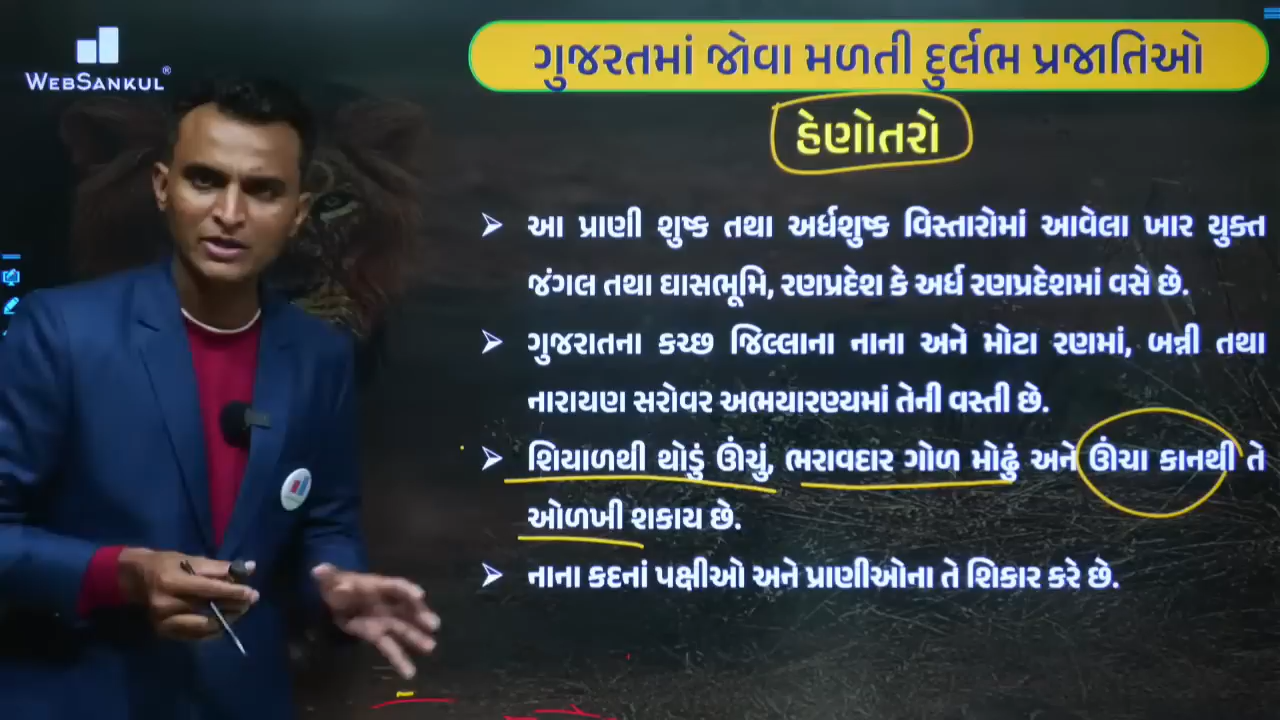 WEBSANKUL®
ગુજરતમાં જોવા મળતી દુર્લભ પ્રજાતિઓ
હેણોતરો
➢ આ પ્રાણી શુષ્ક તથા અર્ધશુષ્ક વિસ્તારોમાં આવેલા ખાર યુક્ત
જંગલ તથા ઘાસભૂમિ, રણપ્રદેશ કે અર્ધ રણપ્રદેશમાં વસે છે.
➢ ગુજરાતના કચ્છ જિલ્લાના નાના અને મોટા રણમાં, બન્ની તથા
નારાયણ સરોવર અભયારણ્યમાં તેની વસ્તી છે.
➢ શિયાળથી થોડું ઊંચું, ભરાવદાર ગોળ મોઢું અને ઊંચા કાનથી તે
ઓળખી શકાય છે.
➢ નાના કદનાં પક્ષીઓ અને પ્રાણીઓના તે શિકાર કરે છે.